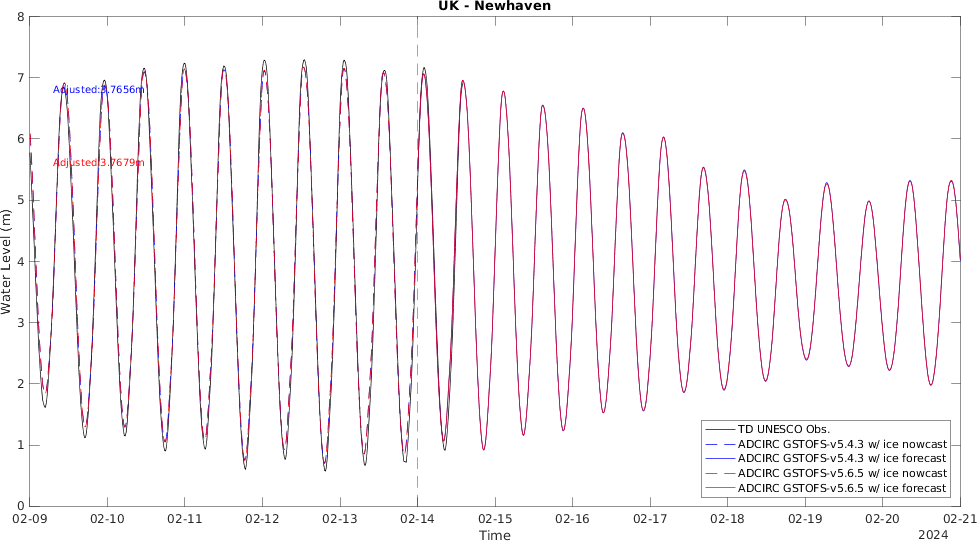 UK - Newhaven
8
7
6
5
4
3
2
1
0
Water Level (m)
Adjusted:3.7656m
Adjusted:3.7679m
TD UNESCO Obs.
ADCIRC GSTOFS-v5.4.3 w/ ice nowcast
ADCIRC GSTOFS-v5.4.3 w/ ice forecast
ADCIRC GSTOFS-v5.6.5 w/ ice nowcast
ADCIRC GSTOFS-v5.6.5 w/ ice forecast
02-09 02-10 02-11 02-12 02-13 02-14 02-15 02-16 02-17 02-18 02-19 02-20 02-21
Time
2024